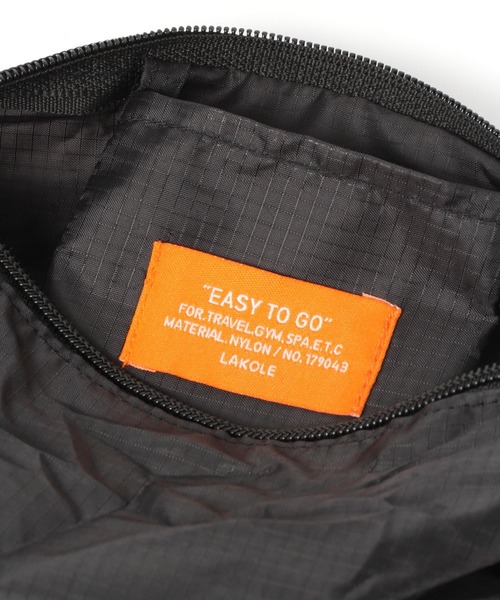 “EASY TO GO”
FOR.TRAVEL.GYM.SPA.E.T.C
MATERIAL.NYLON / NO.179043
LAKOLE